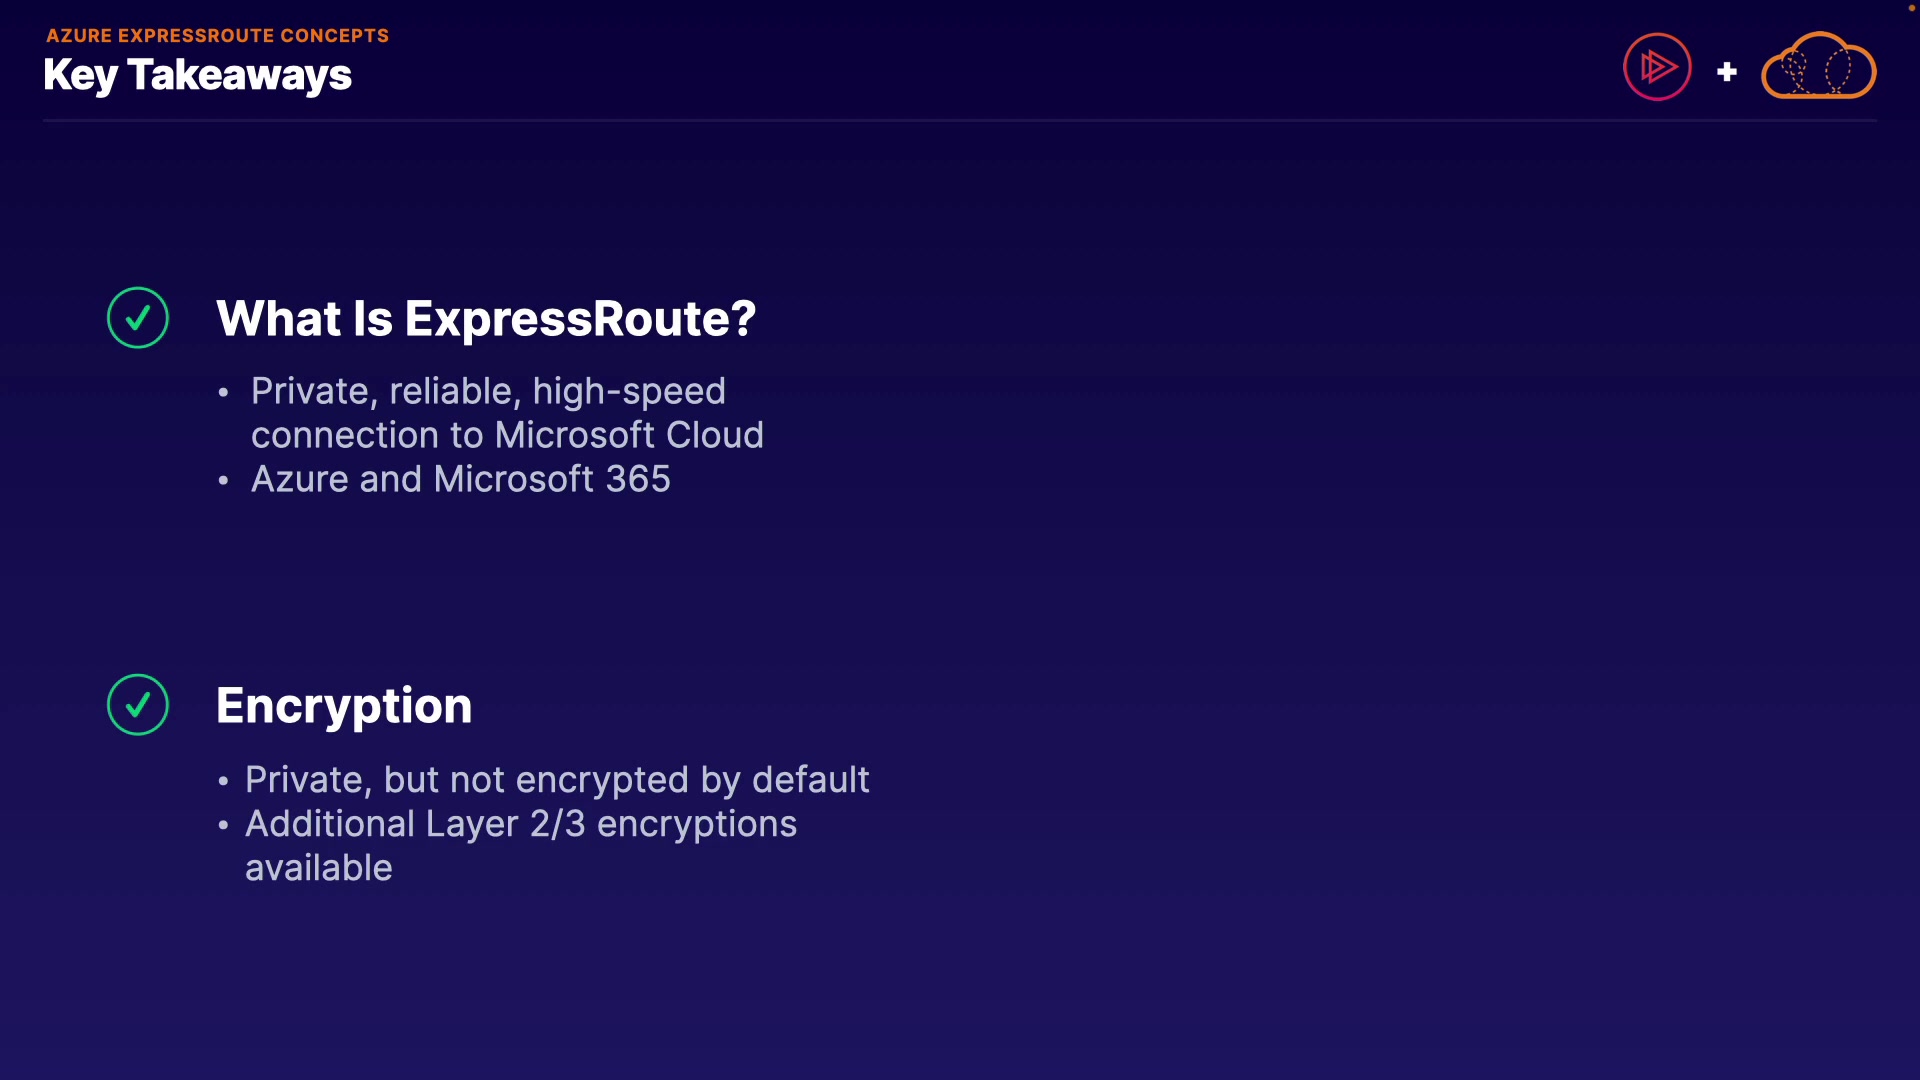 AZURE EXPRESSROUTE CONCEPTS
Key Takeaways
What Is ExpressRoute?
• Private, reliable, high-speed
connection to Microsoft Cloud
• Azure and Microsoft 365
Encryption
• Private, but not encrypted by default
• Additional Layer 2/3 encryptions
available